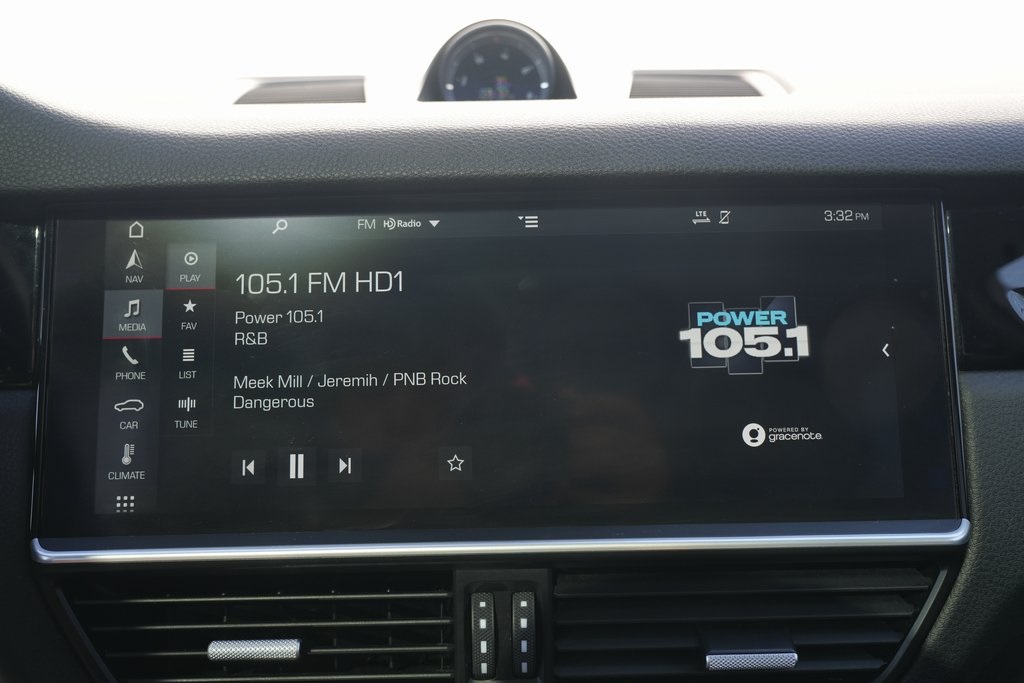 FM HD Radio
LTE
3:32 PM
NAV
MEDIA
PHONE
CAR
CLIMATE
PLAY
FAV
LIST
TUNE
105.1 FM HD1
Power 105.1
R&B
Meek Mill / Jeremih / PNB Rock
Dangerous
POWER
105.1
POWERED BY
gracenote.